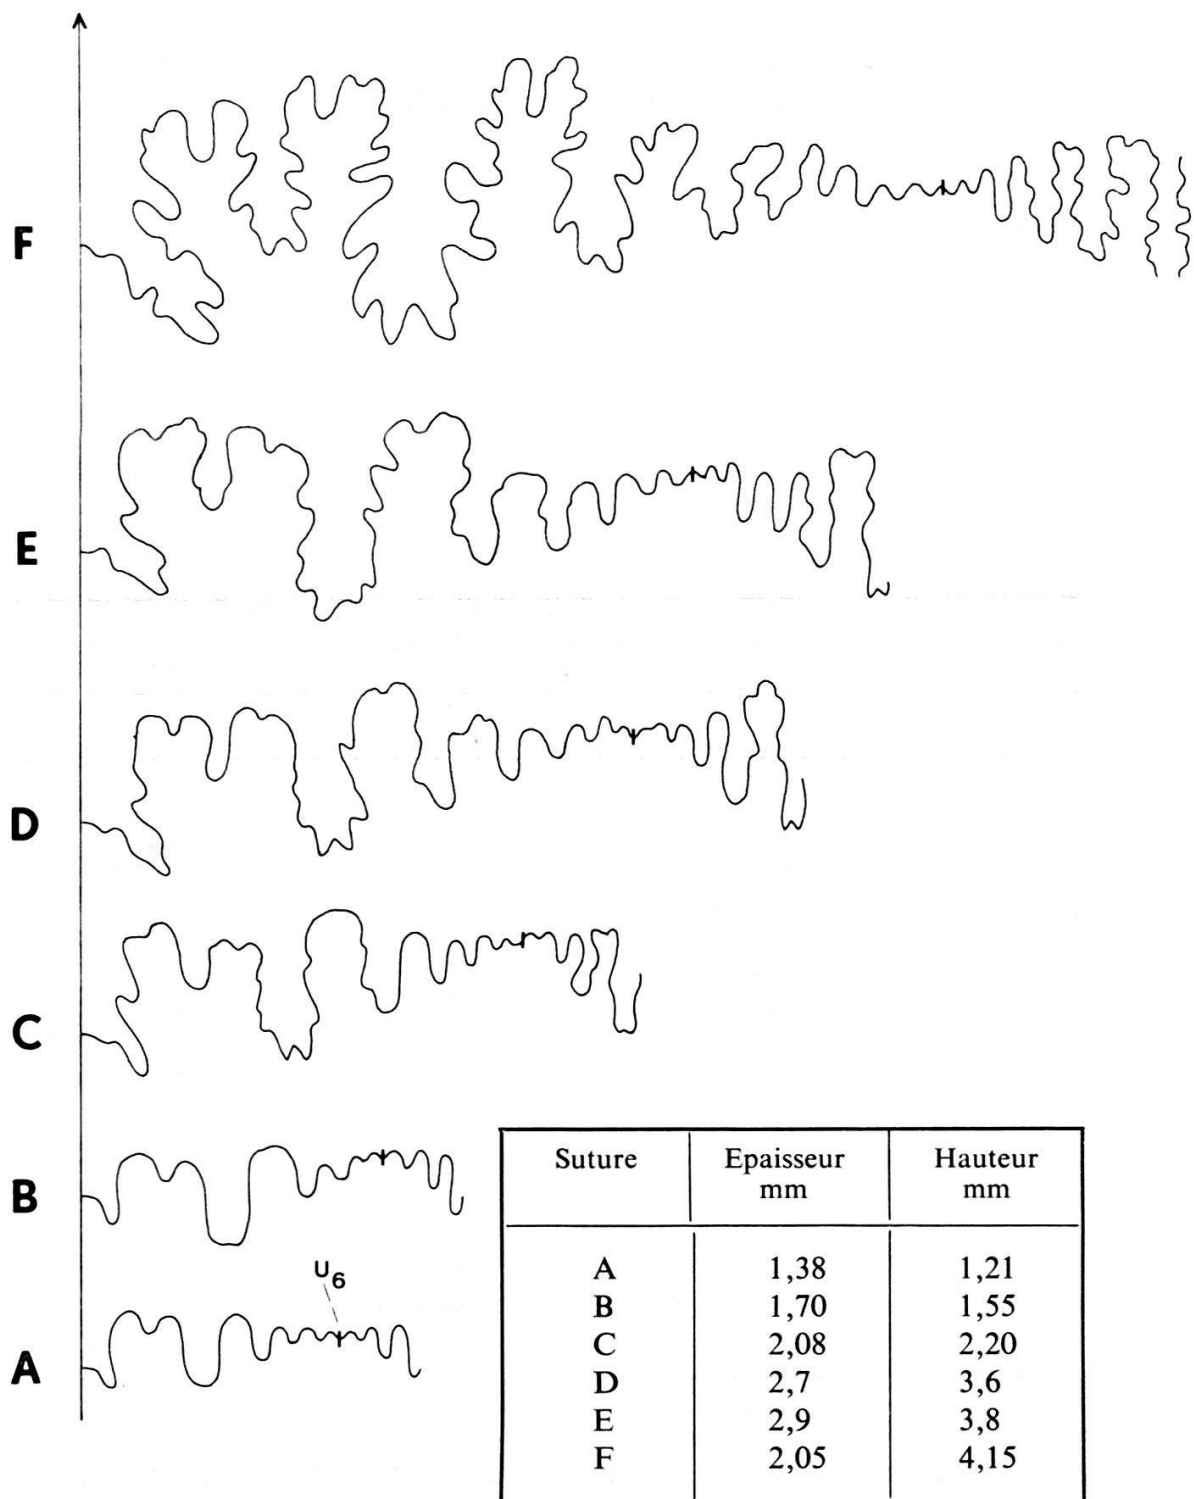 F
E
D
C
B
U6
A
Suture Epaisseur mm Hauteur mm
A 1,38 1,21
B 1,70 1,55
C 2,08 2,20
D 2,7 3,6
E 2,9 3,8
F 2,05 4,15